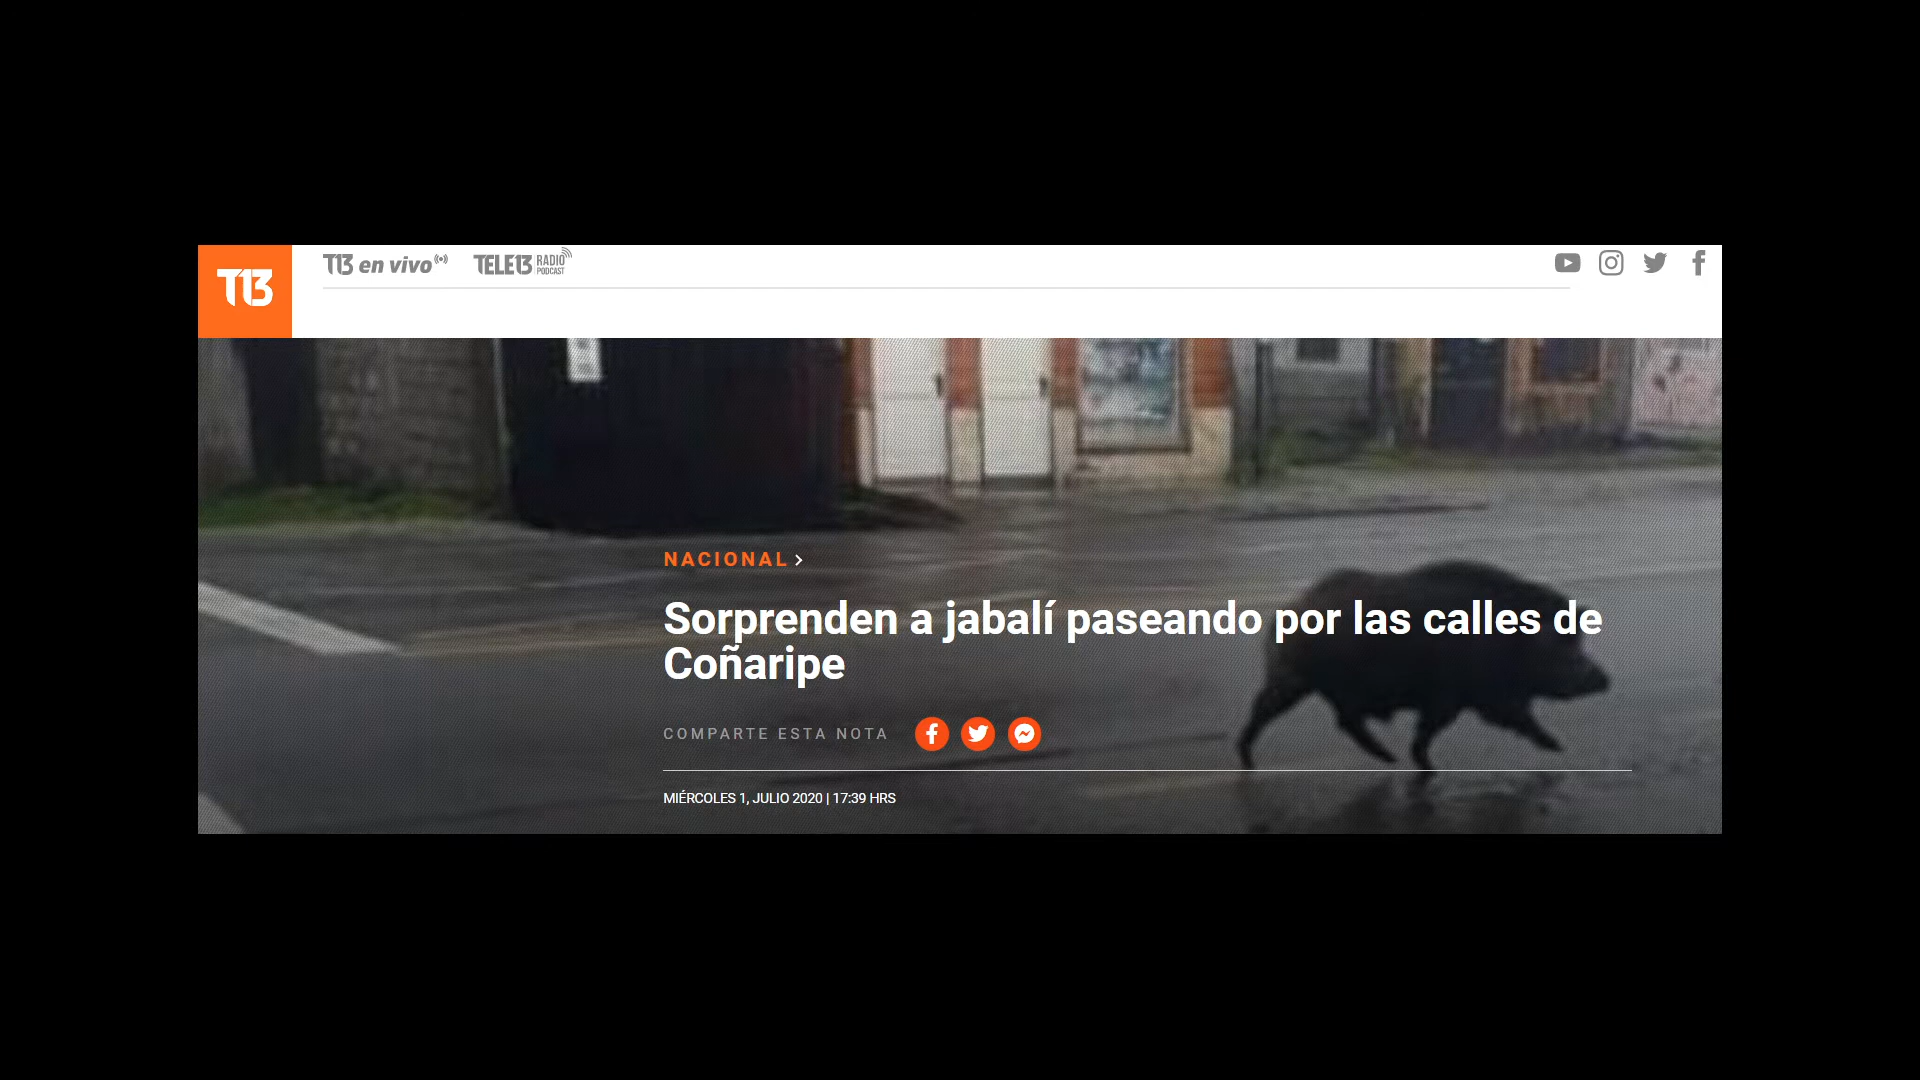 T13
T13 en vivo
TELE13 RADIO PODCAST
NACIONAL >
Sorprenden a jabalí paseando por las calles de
Coñaripe
COMPARTE ESTA NOTA
MIÉRCOLES 1, JULIO 2020 | 17:39 HRS